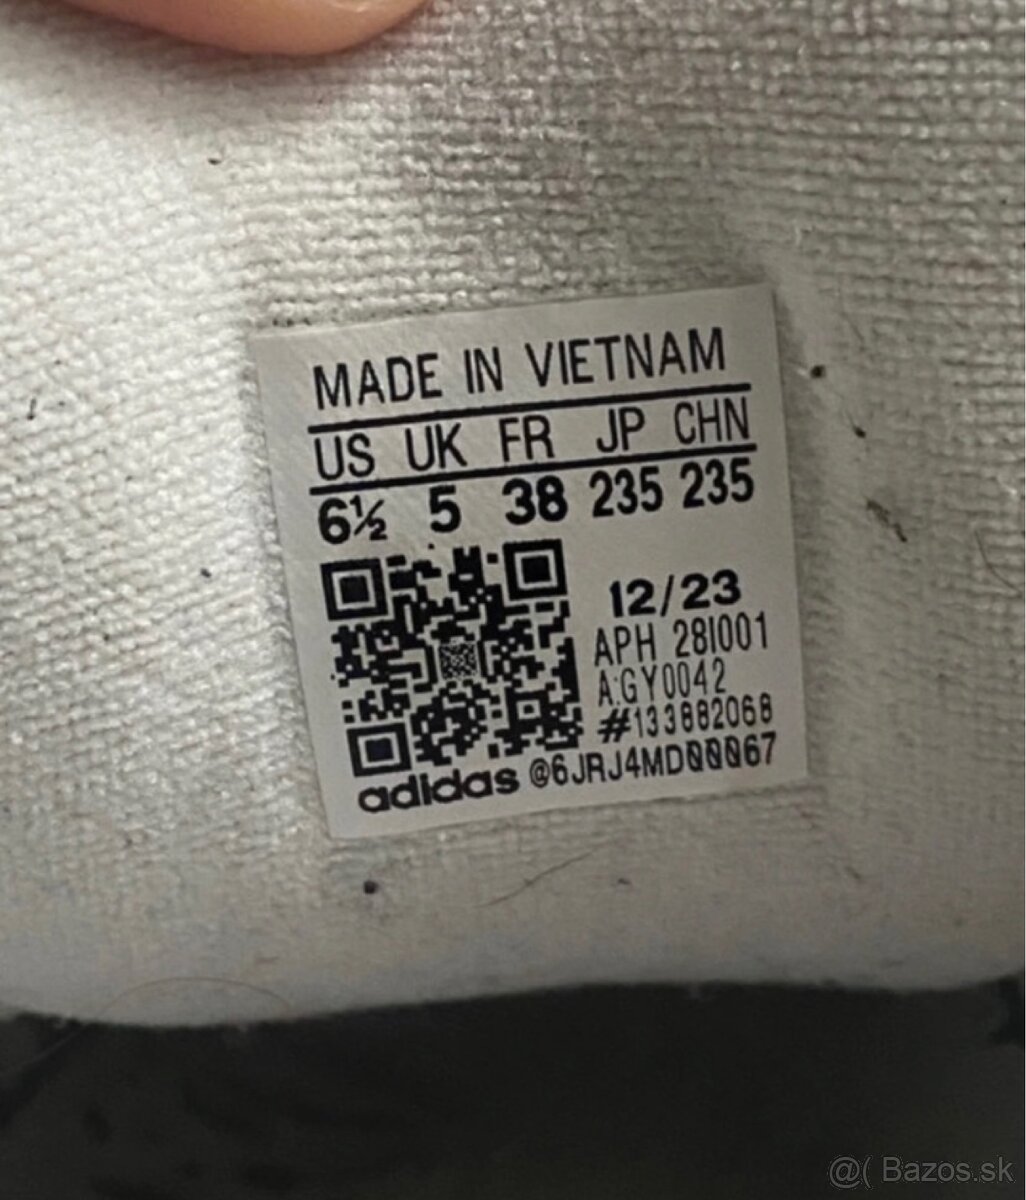 MADE IN VIETNAM
US UK FR JP CHN
6½ 5 38 235 235
12/23
APH 28I001
A:GY0042
#133882068
adidas @6JRJ4MD00067
@( Bazos.sk